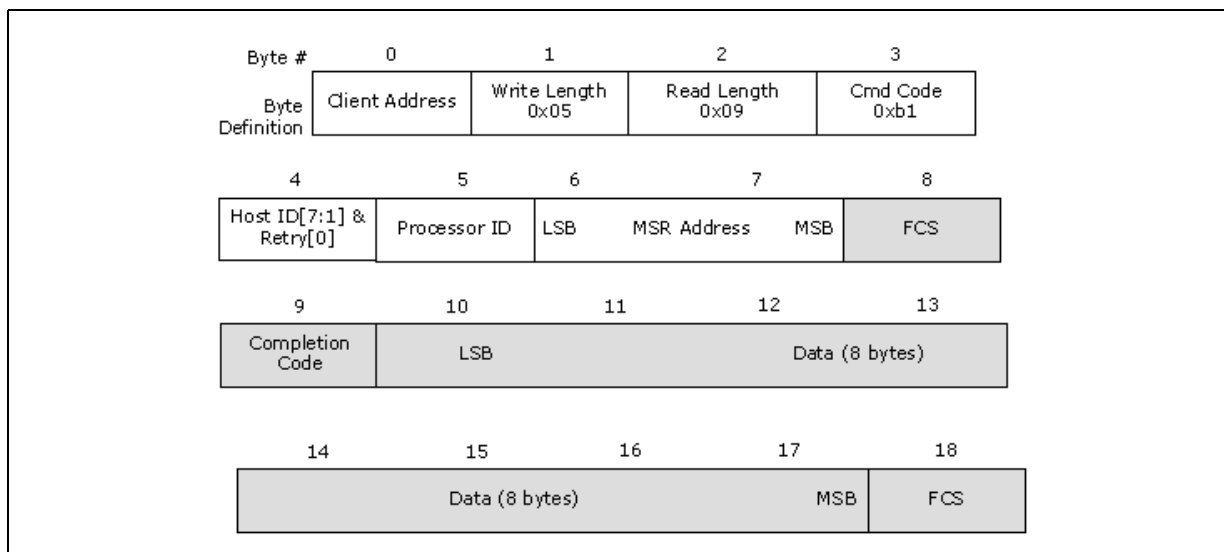 Byte # 0 1 2 3
Byte Definition
Client Address
Write Length
0x05
Read Length
0x09
Cmd Code
0xb1
4 5 6 7 8
Host ID[7:1] &
Retry[0]
Processor ID
LSB MSR Address MSB
FCS
9 10 11 12 13
Completion
Code
LSB Data (8 bytes)
14 15 16 17 18
Data (8 bytes) MSB
FCS